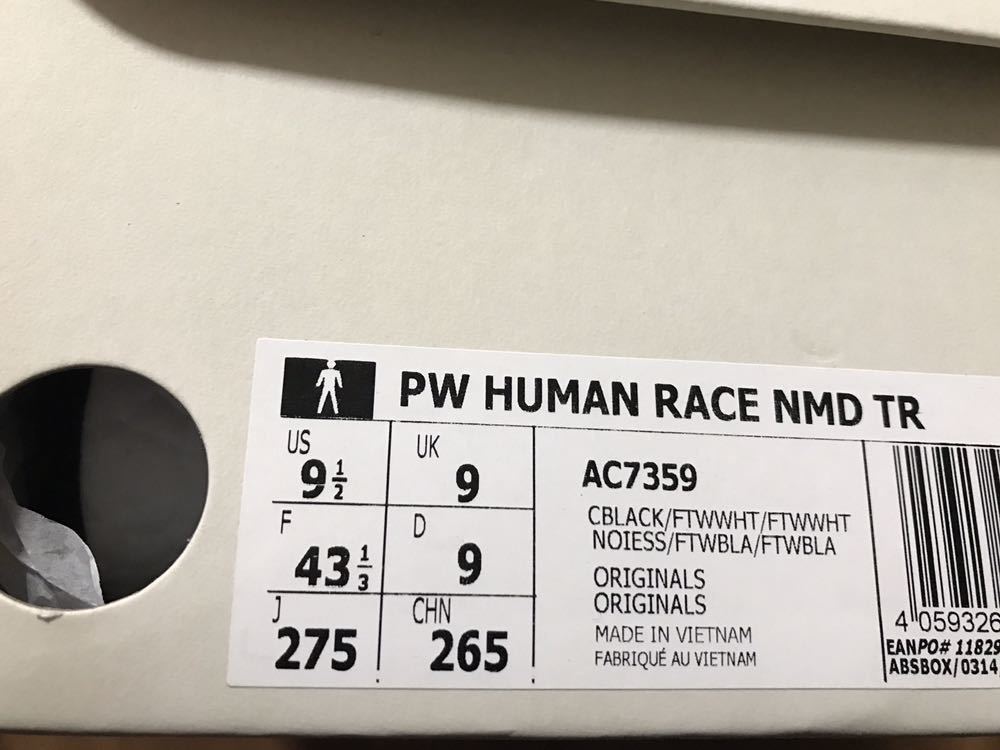 PW HUMAN RACE NMD TR
US
9 1/2
UK
9
F
43 1/3
D
9
J
275
CHN
265
AC7359
CBLACK/FTWWHT/FTWWHT
NOIESS/FTWBLA/FTWBLA
ORIGINALS
ORIGINALS
MADE IN VIETNAM
FABRIQUÉ AU VIETNAM
4 059326
EANPO# 11829
ABSBOX/0314